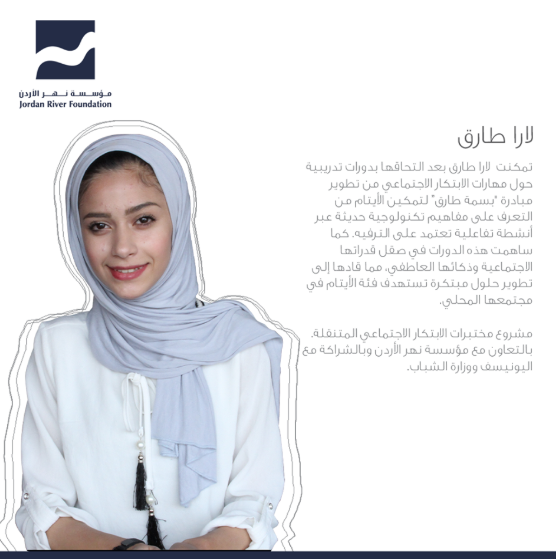 مؤسسة نهر الأردن
Jordan River Foundation
لارا طارق
تمكنت لارا طارق بعد التحاقها بدورات تدريبية
حول مهارات الابتكار الاجتماعي من تطوير
مبادرة "بسمة طارق" لتمكين الأيتام من
التعرف على مفاهيم تكنولوجية حديثة عبر
أنشطة تفاعلية تعتمد على الترفيه. كما
ساهمت هذه الدورات في صقل قدراتها
الاجتماعية وذكائها العاطفي، مما قادها إلى
تطوير حلول مبتكرة تستهدف فئة الأيتام في
مجتمعها المحلي.
مشروع مختبرات الابتكار الاجتماعي المتنقلة.
بالتعاون مع مؤسسة نهر الأردن وبالشراكة مع
اليونيسف ووزارة الشباب.